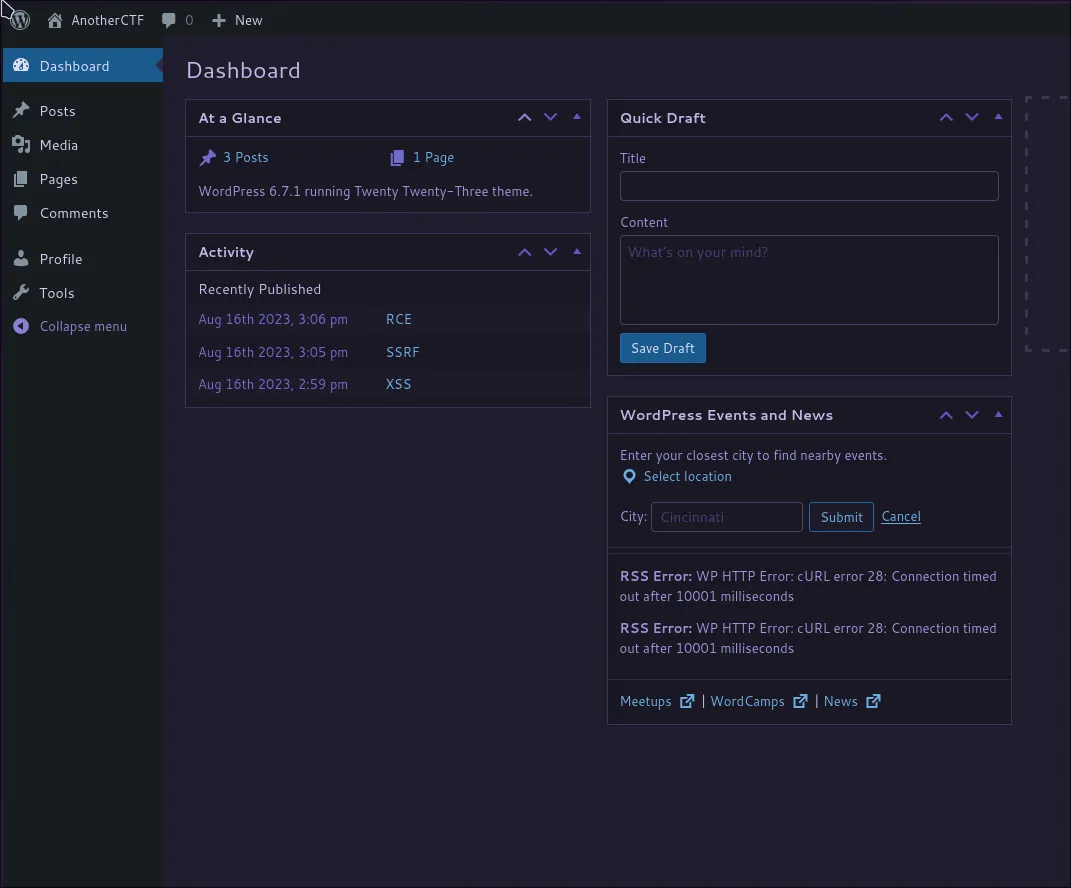 AnotherCTF 0 New
Dashboard
Posts
Media
Pages
Comments
Profile
Tools
Collapse menu
Dashboard
At a Glance
3 Posts 1 Page
WordPress 6.7.1 running Twenty Twenty-Three theme.
Activity
Recently Published
Aug 16th 2023, 3:06 pm RCE
Aug 16th 2023, 3:05 pm SSRF
Aug 16th 2023, 2:59 pm XSS
Quick Draft
Title
Content
What's on your mind?
Save Draft
WordPress Events and News
Enter your closest city to find nearby events.
Select location
City: Cincinnati Submit Cancel
RSS Error: WP HTTP Error: cURL error 28: Connection timed
out after 10001 milliseconds
RSS Error: WP HTTP Error: cURL error 28: Connection timed
out after 10001 milliseconds
Meetups | WordCamps | News